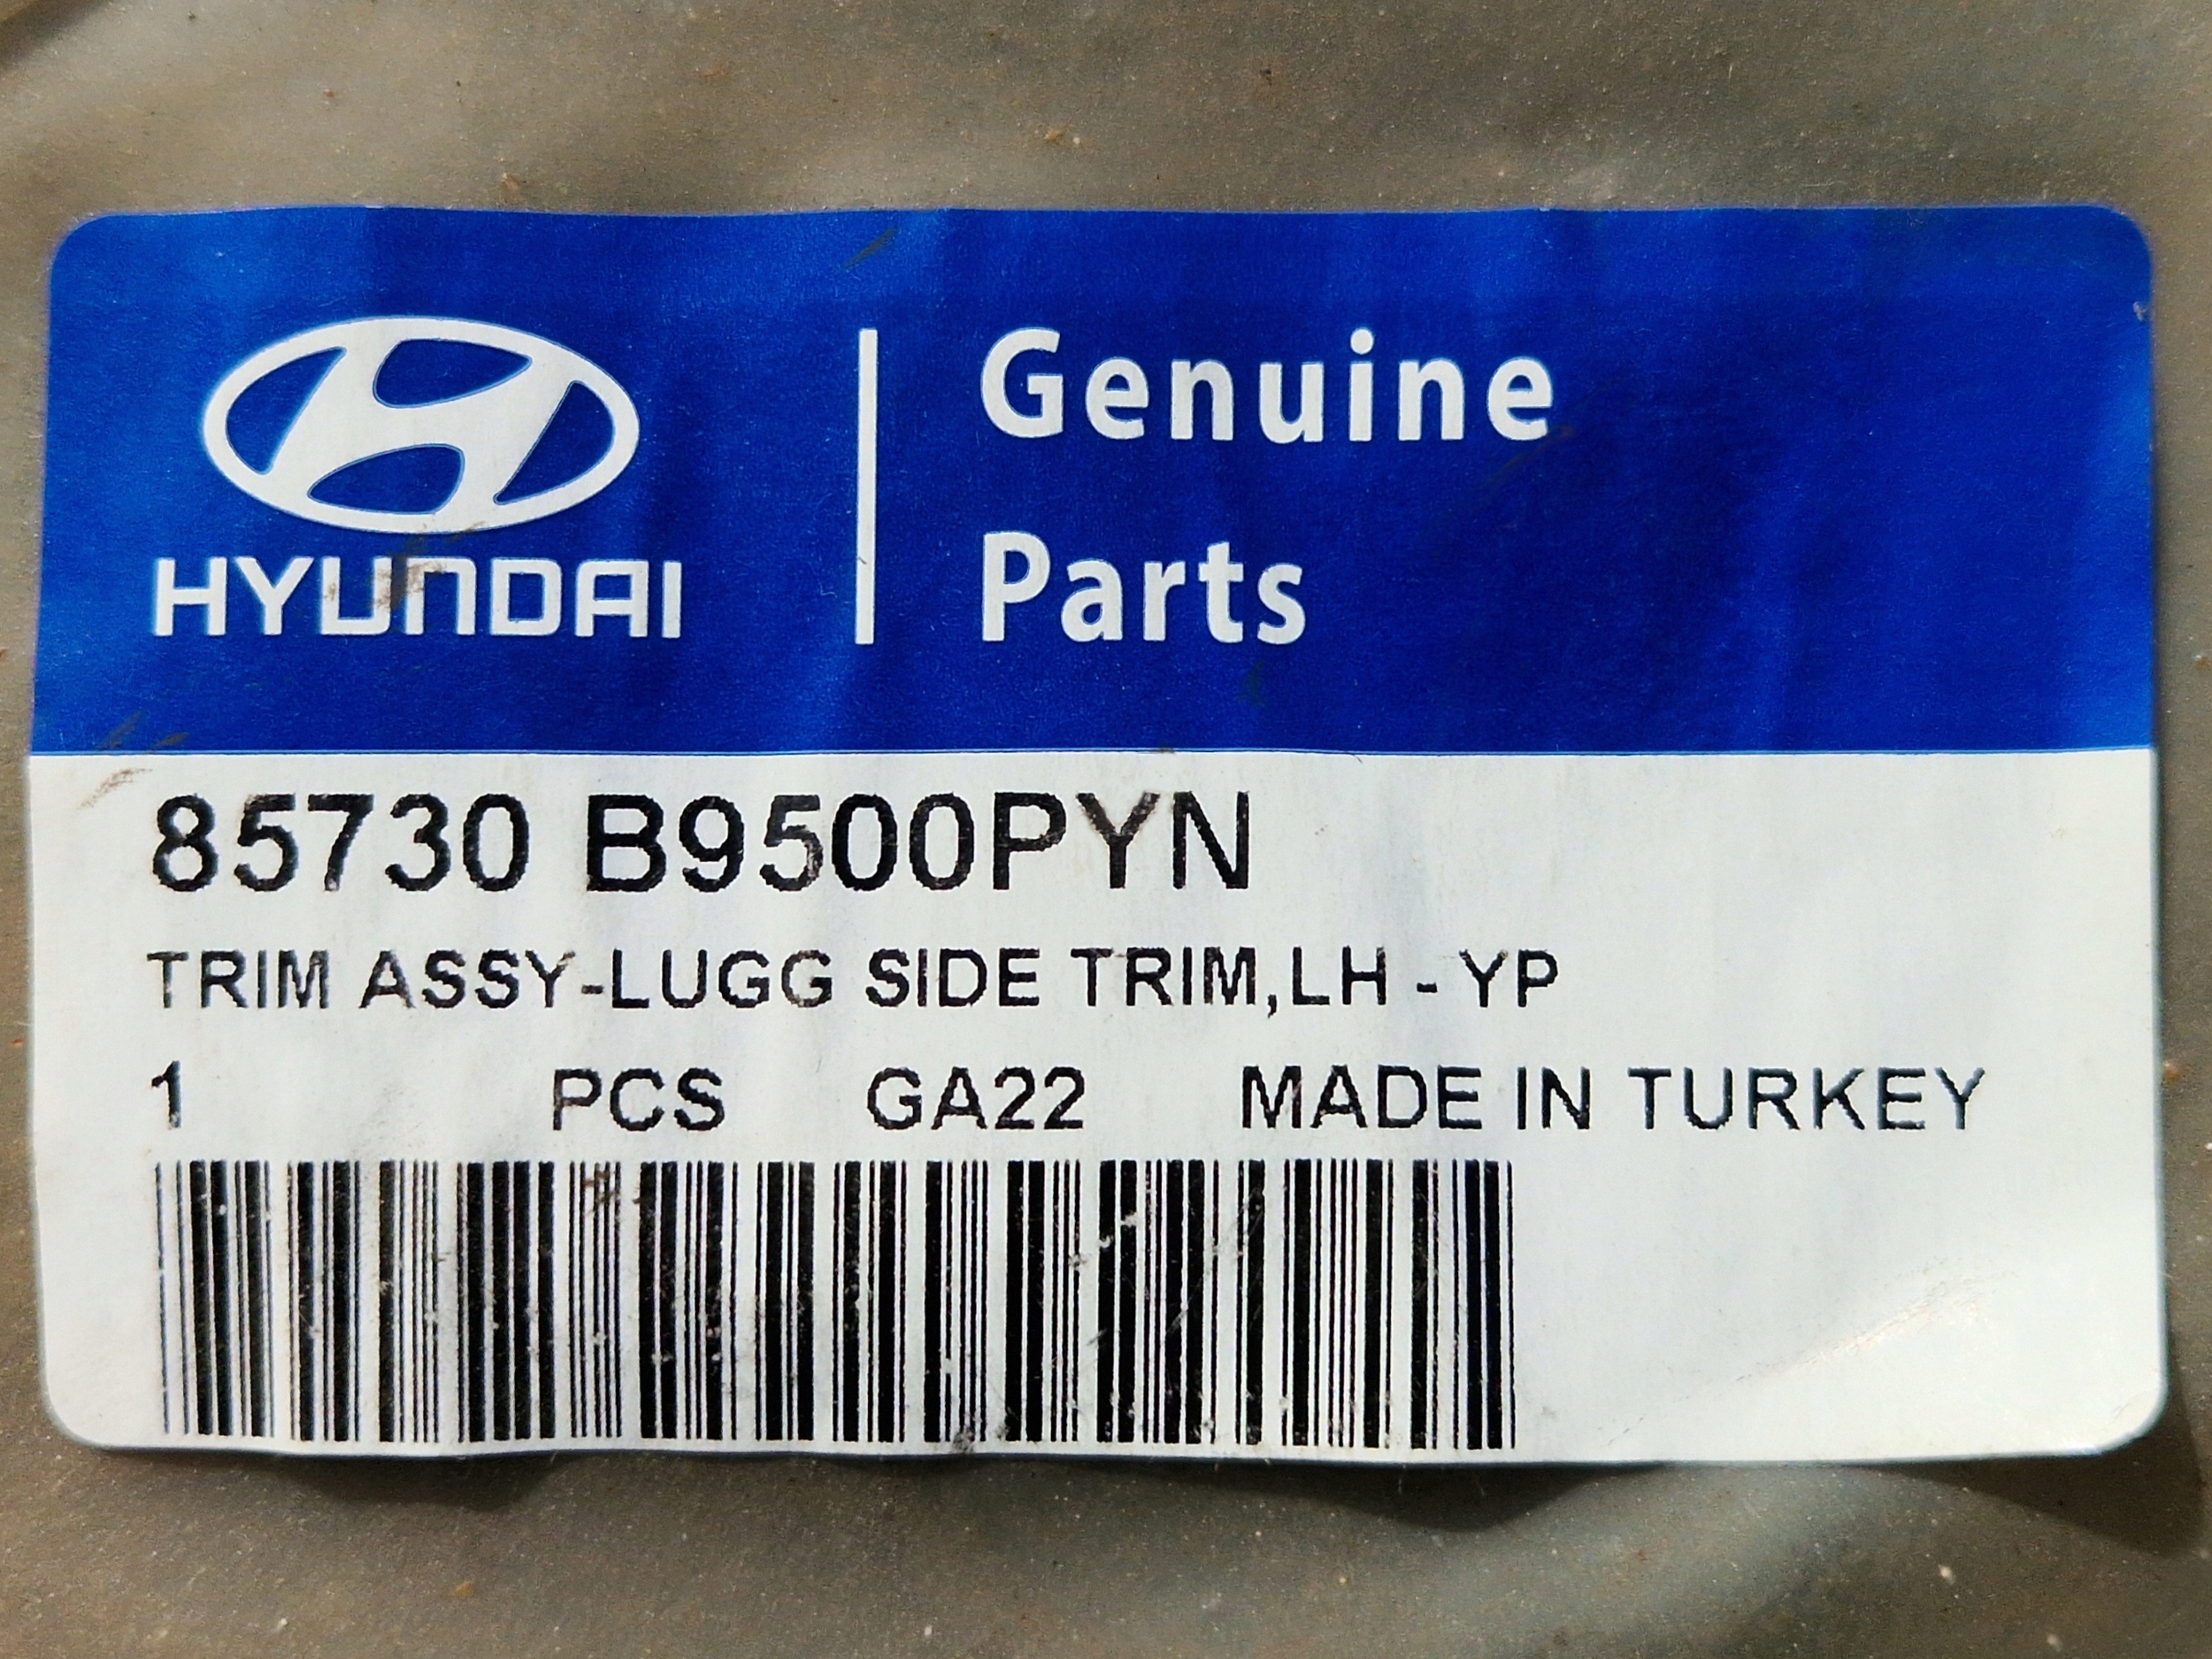 HYUNDAI
Genuine
Parts
85730 B9500PYN
TRIM ASSY-LUGG SIDE TRIM,LH - YP
1 PCS GA22 MADE IN TURKEY